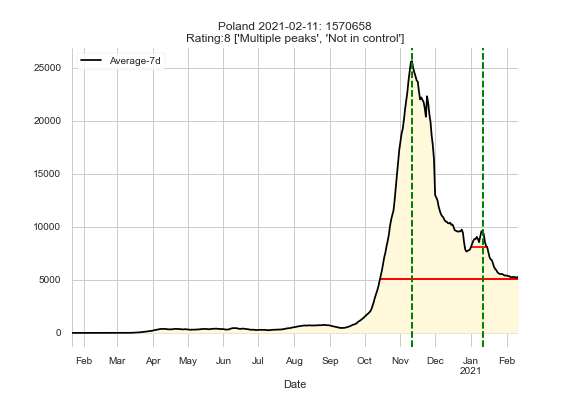 Poland 2021-02-11: 1570658
Rating:8 ['Multiple peaks', 'Not in control']
Average-7d
25000
20000
15000
10000
5000
0
Feb Mar Apr May Jun Jul Aug Sep Oct Nov Dec Jan Feb
2021
Date